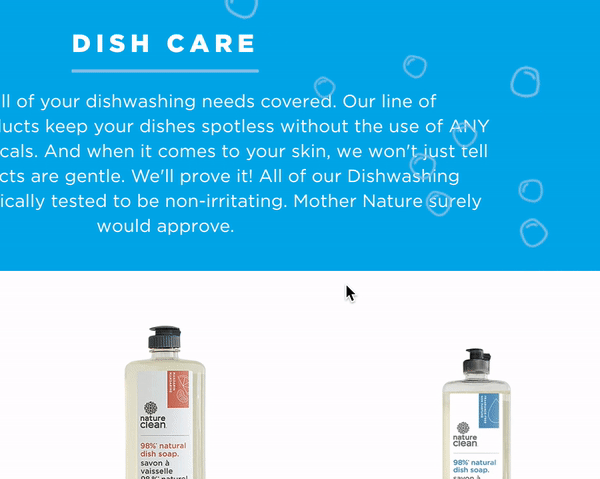 DISH CARE
ll of your dishwashing needs covered. Our line of
ducts keep your dishes spotless without the use of ANY
cals. And when it comes to your skin, we won't just tell
cts are gentle. We'll prove it! All of our Dishwashing
ically tested to be non-irritating. Mother Nature surely
would approve.
nature
clean
98% natural
dish soap.
savon à
vaisselle
nature
clean
98% natural
dish soap.
savon à